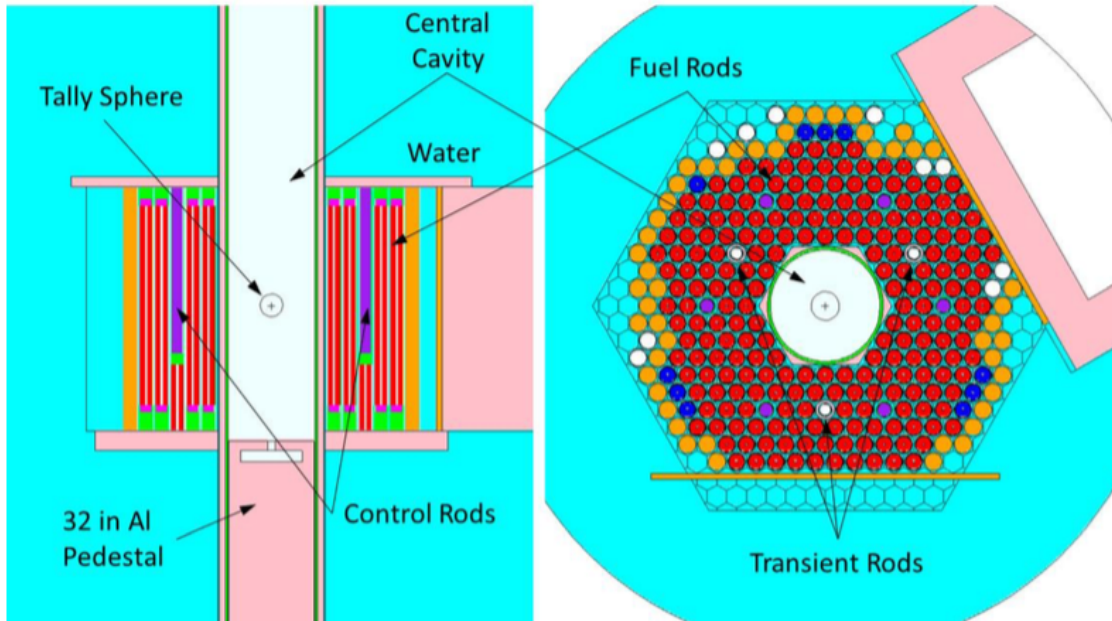 Central
Cavity
Tally Sphere
Fuel Rods
Water
32 in Al
Pedestal
Control Rods
Transient Rods